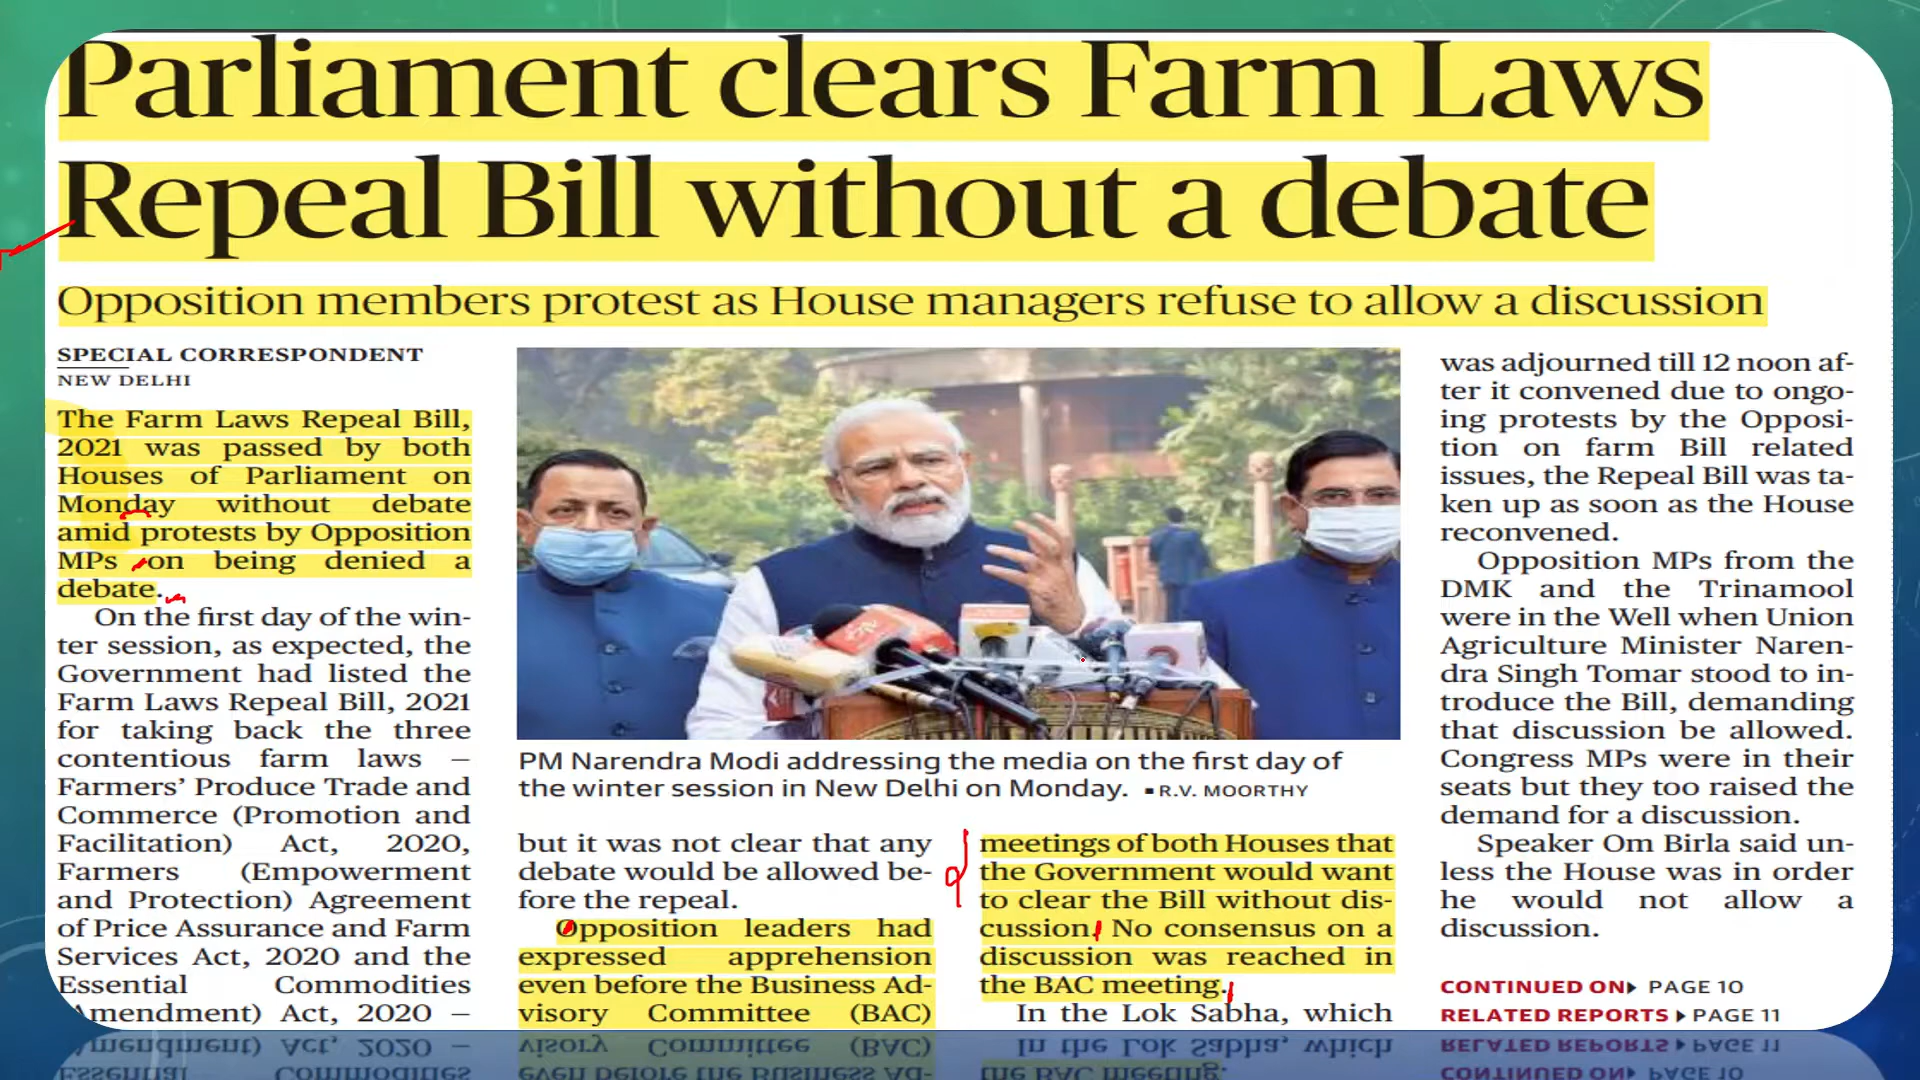 Parliament clears Farm Laws
Repeal Bill without a debate
Opposition members protest as House managers refuse to allow a discussion
SPECIAL CORRESPONDENT
NEW DELHI
The Farm Laws Repeal Bill,
2021 was passed by both
Houses of Parliament on
Monday without debate
amid protests by Opposition
MPs on being denied a
debate.
On the first day of the win-
ter session, as expected, the
Government had listed the
Farm Laws Repeal Bill, 2021
for taking back the three
contentious farm laws –
Farmers’ Produce Trade and
Commerce (Promotion and
Facilitation) Act, 2020,
Farmers (Empowerment
and Protection) Agreement
of Price Assurance and Farm
Services Act, 2020 and the
Essential Commodities
Amendment) Act, 2020 –
PM Narendra Modi addressing the media on the first day of
the winter session in New Delhi on Monday. ▪ R.V. MOORTHY
but it was not clear that any
debate would be allowed be-
fore the repeal.
Opposition leaders had
expressed apprehension
even before the Business Ad-
visory Committee (BAC)
meetings of both Houses that
the Government would want
to clear the Bill without dis-
cussion. No consensus on a
discussion was reached in
the BAC meeting.
In the Lok Sabha, which
was adjourned till 12 noon af-
ter it convened due to ongo-
ing protests by the Opposi-
tion on farm Bill related
issues, the Repeal Bill was ta-
ken up as soon as the House
reconvened.
Opposition MPs from the
DMK and the Trinamool
were in the Well when Union
Agriculture Minister Naren-
dra Singh Tomar stood to in-
troduce the Bill, demanding
that discussion be allowed.
Congress MPs were in their
seats but they too raised the
demand for a discussion.
Speaker Om Birla said un-
less the House was in order
he would not allow a
discussion.
CONTINUED ON▸ PAGE 10
RELATED REPORTS ▸ PAGE 11